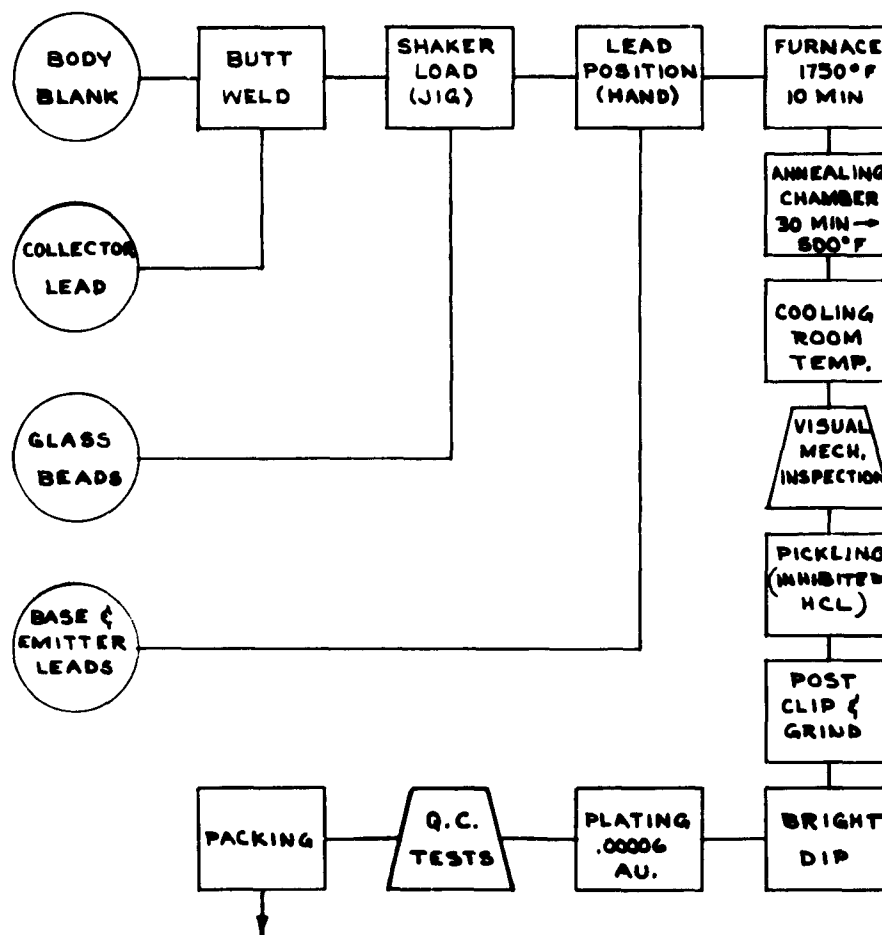 BODY
BLANK
BUTT
WELD
SHAKER
LOAD
(JIG)
LEAD
POSITION
(HAND)
FURNACE
1750°F
10 MIN
COLLECTOR
LEAD
ANNEALING
CHAMBER
30 MIN →
500°F
COOLING
ROOM
TEMP.
GLASS
BEADS
VISUAL
MECH.
INSPECTION
PICKLING
(INHIBITED
HCL)
BASE &
EMITTER
LEADS
POST
CLIP &
GRIND
PACKING
Q.C.
TESTS
PLATING
.00006
AU.
BRIGHT
DIP